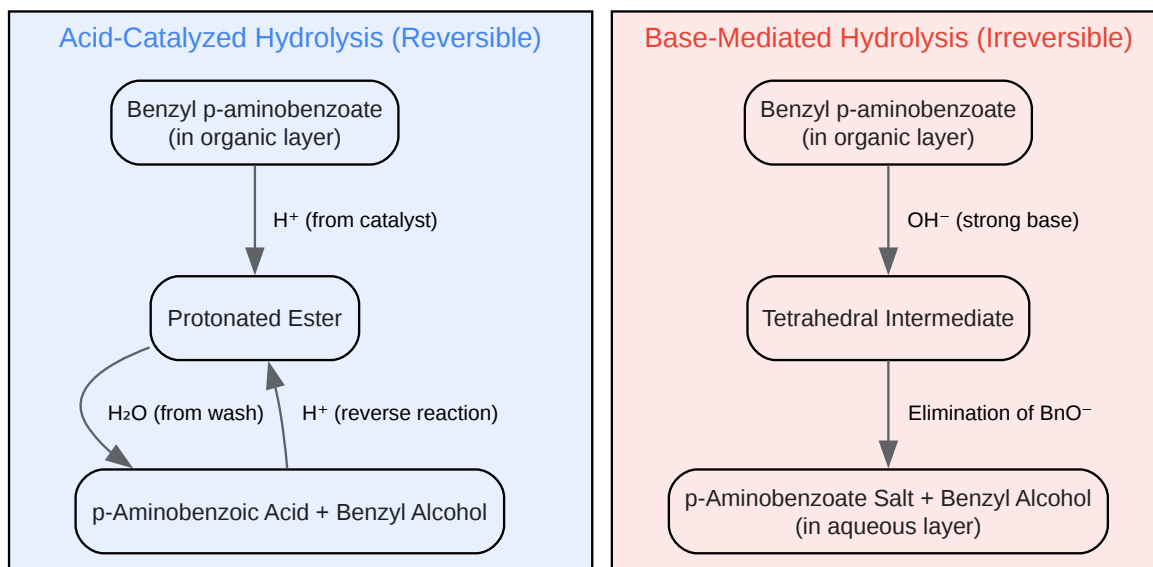 Acid-Catalyzed Hydrolysis (Reversible)
Benzyl p-aminobenzoate
(in organic layer)
H⁺ (from catalyst)
Protonated Ester
H₂O (from wash)
H⁺ (reverse reaction)
p-Aminobenzoic Acid + Benzyl Alcohol
Base-Mediated Hydrolysis (Irreversible)
Benzyl p-aminobenzoate
(in organic layer)
OH⁻ (strong base)
Tetrahedral Intermediate
Elimination of BnO⁻
p-Aminobenzoate Salt + Benzyl Alcohol
(in aqueous layer)